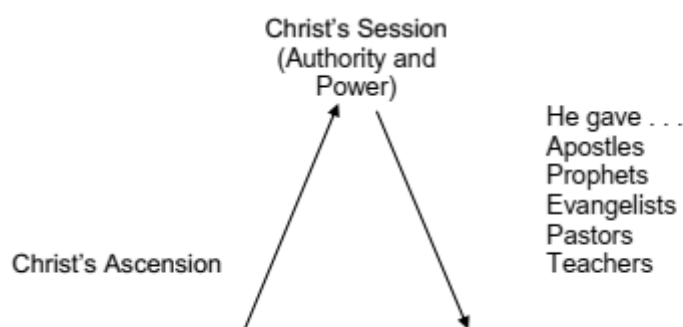 Christ's Session
(Authority and
Power)
He gave . . .
Apostles
Prophets
Evangelists
Pastors
Christ's Ascension
Teachers